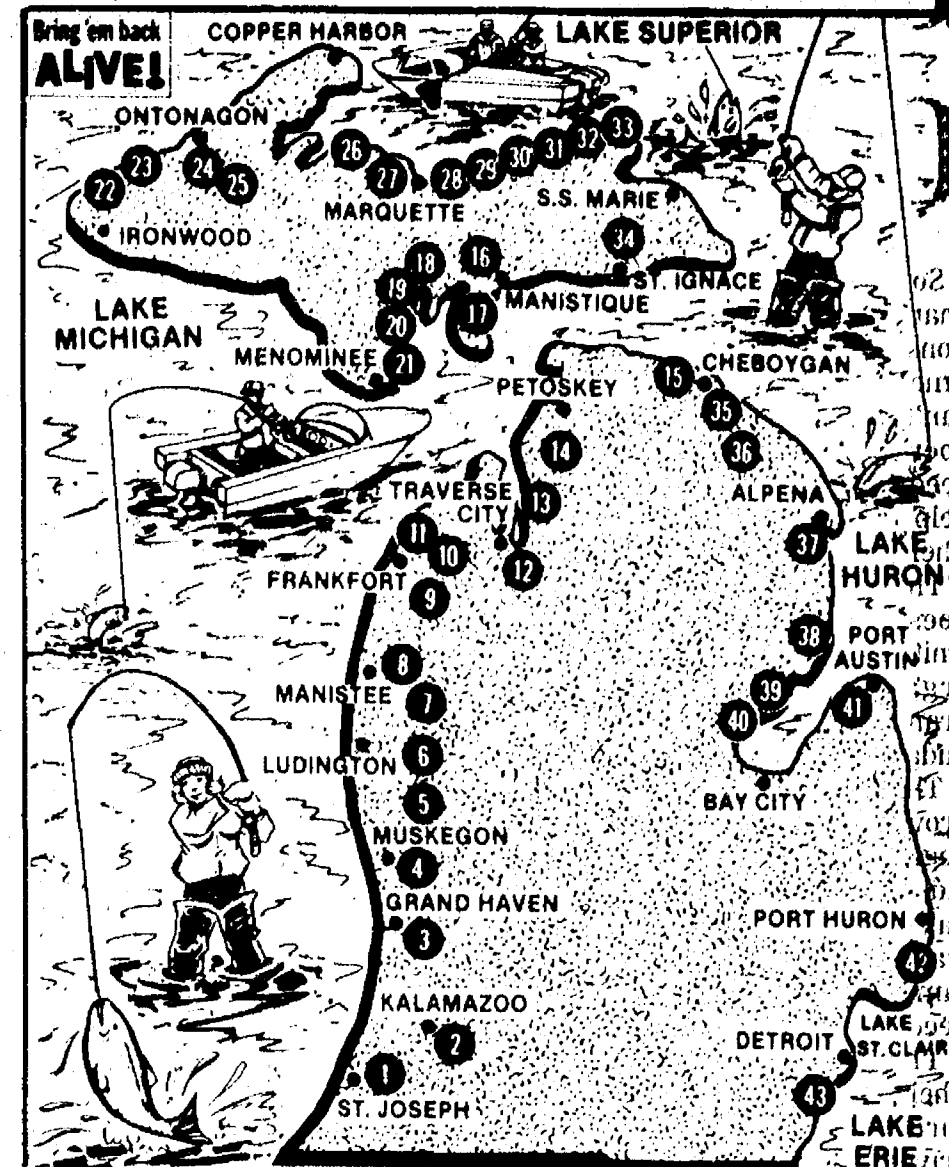 Bring 'em back
ALIVE!
COPPER HARBOR
LAKE SUPERIOR
ONTONAGON
22
23
24
25
26
27
28
29
30
31
32
33
MARQUETTE
S.S. MARIE
IRONWOOD
34
18
16
19
ST. IGNACE
MANISTIQUE
17
LAKE
MICHIGAN
20
MENOMINEE
21
PETOSKEY
15
CHEBOYGAN
35
36
14
TRAVERSE
CITY
13
ALPENA
11
10
12
37
LAKE
HURON
FRANKFORT
9
38
PORT
AUSTIN
8
MANISTEE
39
7
40
41
LUDINGTON
6
BAY CITY
5
MUSKEGON
4
GRAND HAVEN
3
PORT HURON
42
KALAMAZOO
2
DETROIT
LAKE
ST. CLAIR
1
ST. JOSEPH
43
LAKE
ERIE